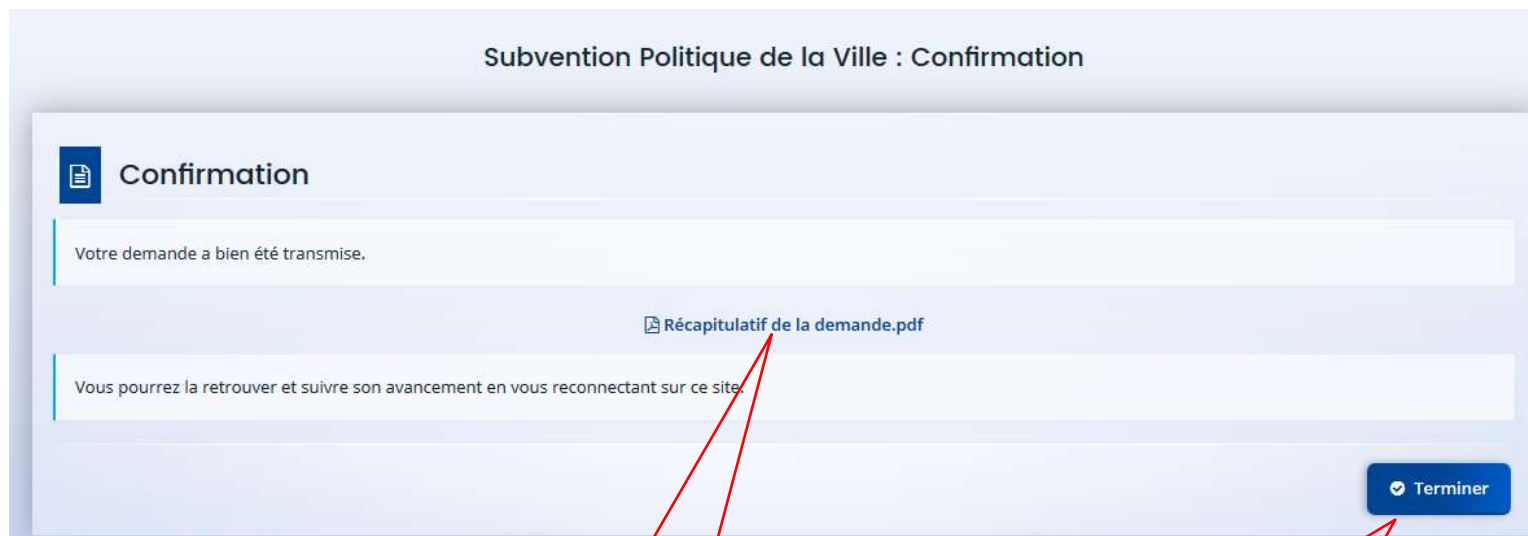 Subvention Politique de la Ville : Confirmation
Confirmation
Votre demande a bien été transmise.
Récapitulatif de la demande.pdf
Vous pourrez la retrouver et suivre son avancement en vous reconnectant sur ce site.
Terminer